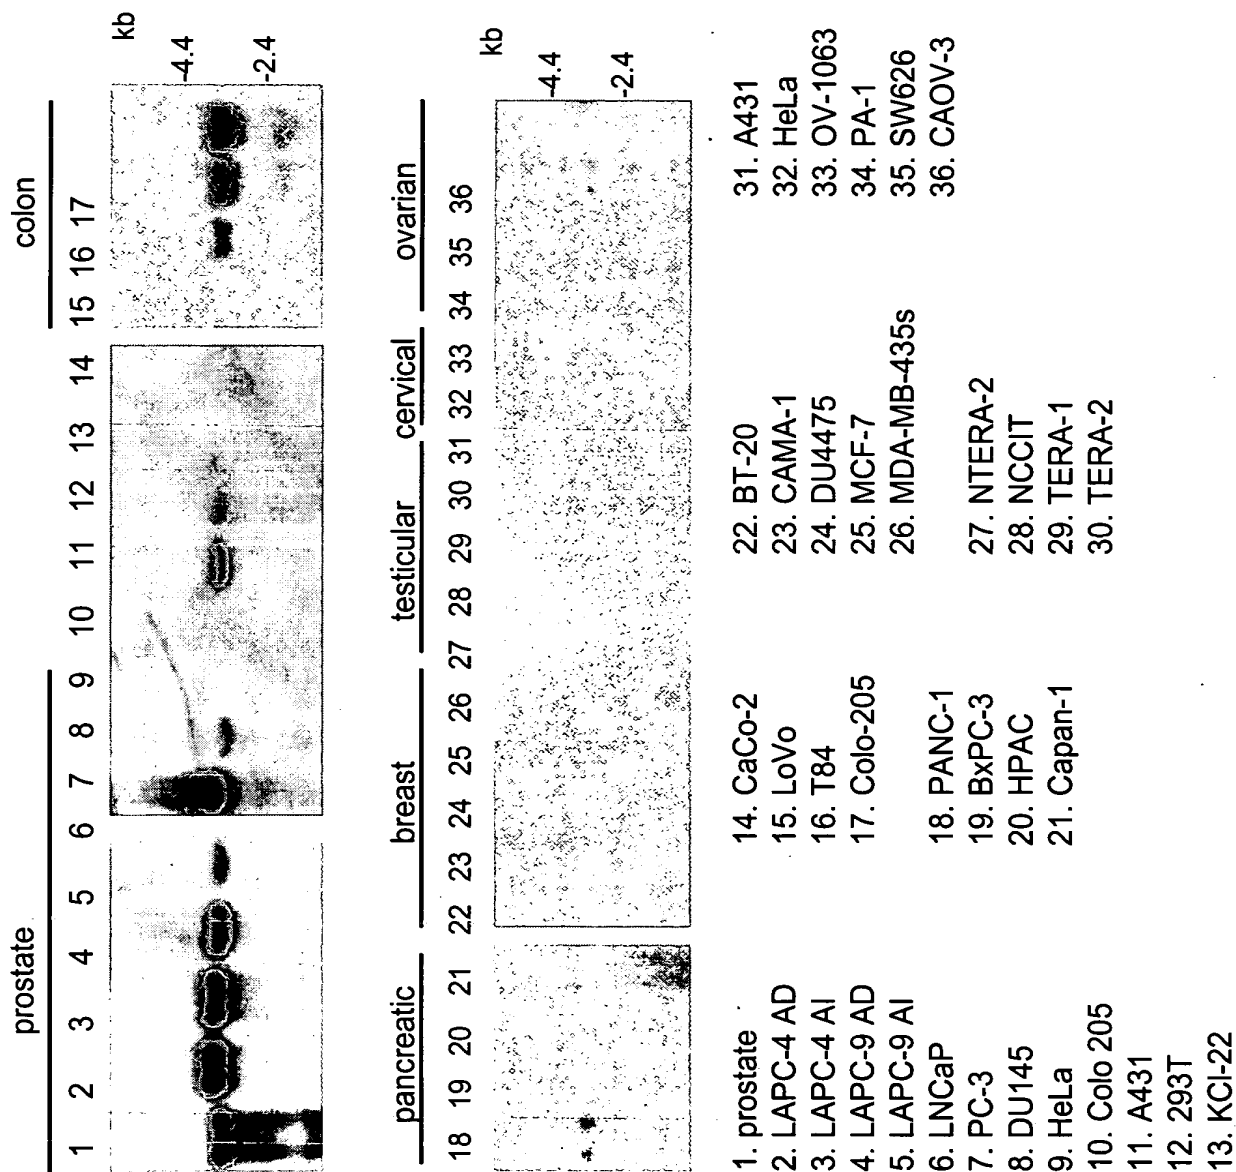 prostate
colon
1 2 3 4 5 6 7 8 9 10 11 12 13 14 15 16 17
kb
-4.4
-2.4
pancreatic
breast
testicular
cervical
ovarian
18 19 20 21 22 23 24 25 26 27 28 29 30 31 32 33 34 35 36
kb
-4.4
-2.4
1. prostate
2. LAPC-4 AD
3. LAPC-4 AI
4. LAPC-9 AD
5. LAPC-9 AI
6. LNCaP
7. PC-3
8. DU145
9. HeLa
10. Colo 205
11. A431
12. 293T
13. KCl-22
14. CaCo-2
15. LoVo
16. T84
17. Colo-205
18. PANC-1
19. BxPC-3
20. HPAC
21. Capan-1
22. BT-20
23. CAMA-1
24. DU4475
25. MCF-7
26. MDA-MB-435s
27. NTERA-2
28. NCCIT
29. TERA-1
30. TERA-2
31. A431
32. HeLa
33. OV-1063
34. PA-1
35. SW626
36. CAOV-3